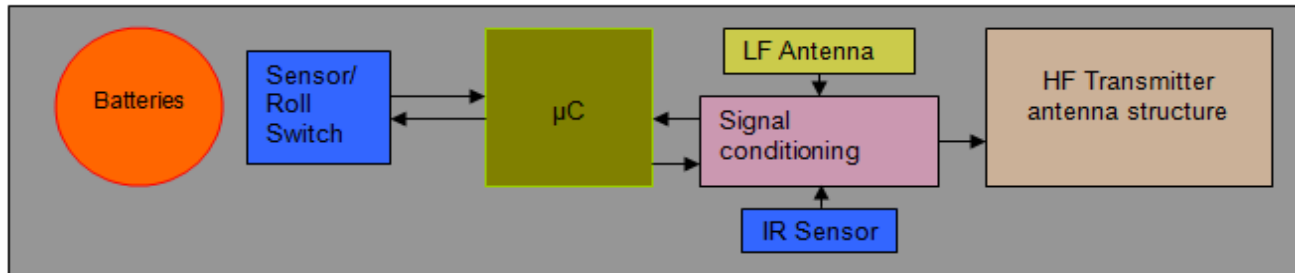 Batteries
Sensor/
Roll
Switch
µC
LF Antenna
Signal
conditioning
IR Sensor
HF Transmitter
antenna structure